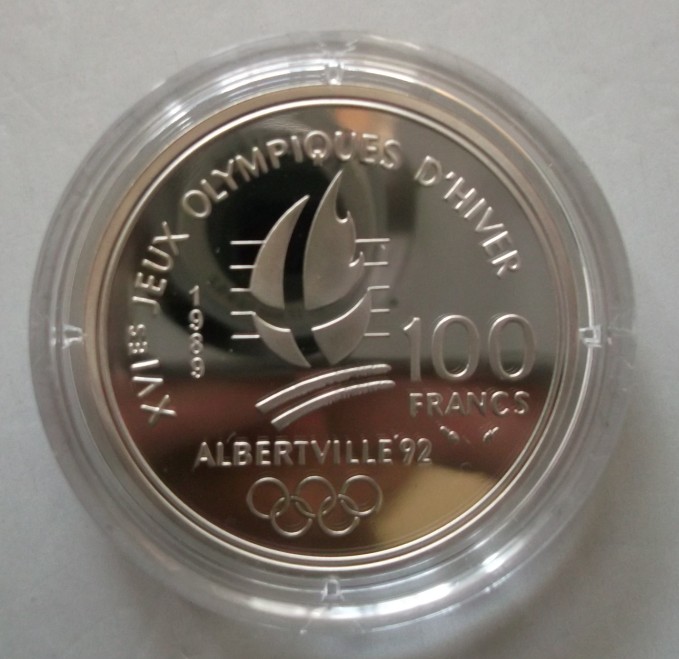 XVIES JEUX OLYMPIQUES D'HIVER
1989
100
FRANCS
ALBERTVILLE'92